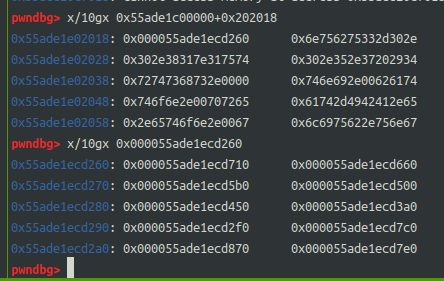 pwndbg> x/10gx 0x55ade1c00000+0x202018
0x55ade1e02018: 0x000055ade1ecd260 0x6e756275332d302e
0x55ade1e02028: 0x302e38317e317574 0x302e352e37202934
0x55ade1e02038: 0x72747368732e0000 0x746e692e00626174
0x55ade1e02048: 0x746f6e2e00707265 0x61742d4942412e65
0x55ade1e02058: 0x2e65746f6e2e0067 0x6c6975622e756e67
pwndbg> x/10gx 0x000055ade1ecd260
0x55ade1ecd260: 0x000055ade1ecd710 0x000055ade1ecd660
0x55ade1ecd270: 0x000055ade1ecd5b0 0x000055ade1ecd500
0x55ade1ecd280: 0x000055ade1ecd450 0x000055ade1ecd3a0
0x55ade1ecd290: 0x000055ade1ecd2f0 0x000055ade1ecd7c0
0x55ade1ecd2a0: 0x000055ade1ecd870 0x000055ade1ecd7e0
pwndbg>